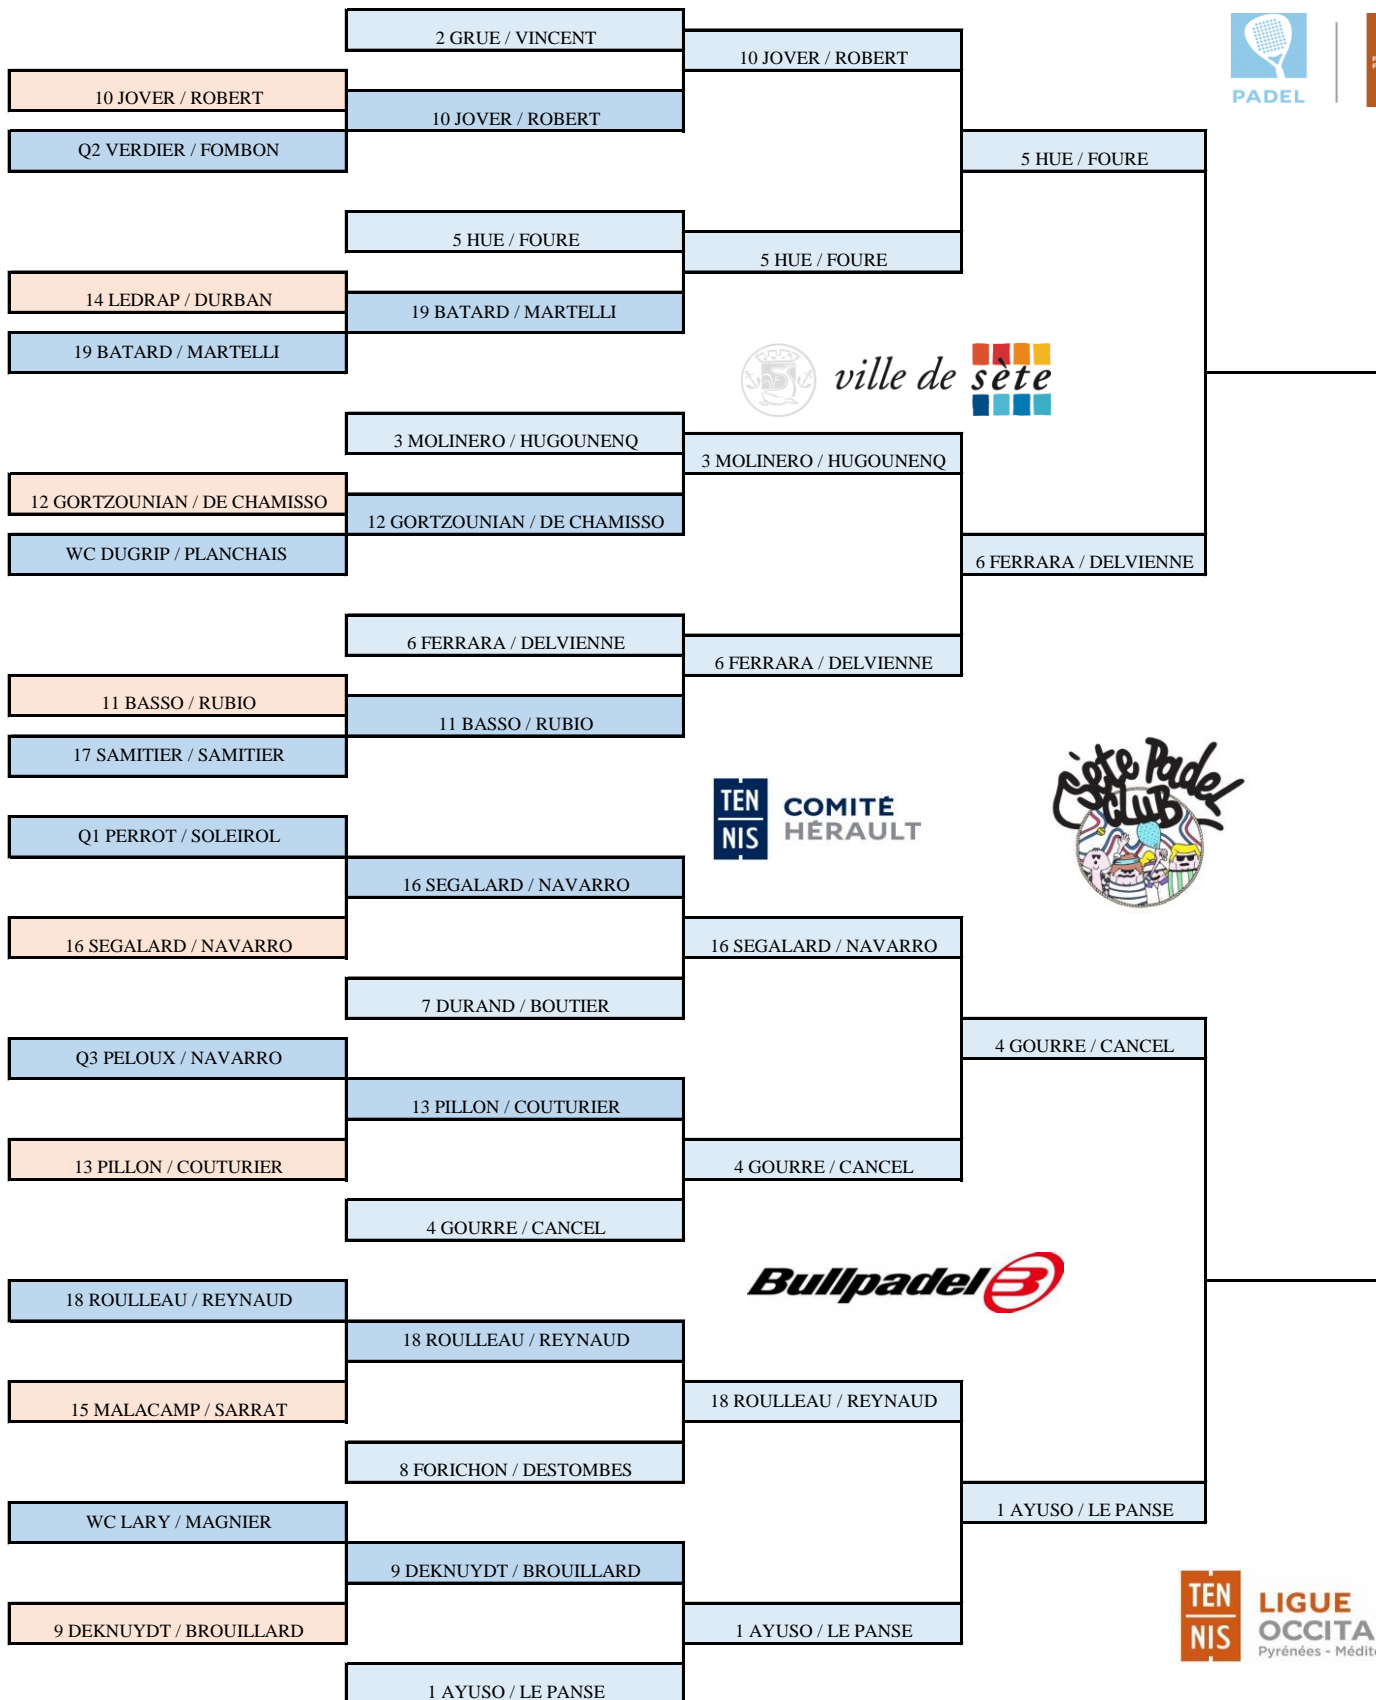 2 GRUE / VINCENT
10 JOVER / ROBERT
PADEL
10 JOVER / ROBERT
10 JOVER / ROBERT
Q2 VERDIER / FOMBON
5 HUE / FOURE
5 HUE / FOURE
5 HUE / FOURE
14 LEDRAP / DURBAN
19 BATARD / MARTELLI
19 BATARD / MARTELLI
ville de sète
3 MOLINERO / HUGOUNENQ
3 MOLINERO / HUGOUNENQ
12 GORTZOUNIAN / DE CHAMISSO
12 GORTZOUNIAN / DE CHAMISSO
WC DUGRIP / PLANCHAIS
6 FERRARA / DELVIENNE
6 FERRARA / DELVIENNE
6 FERRARA / DELVIENNE
11 BASSO / RUBIO
11 BASSO / RUBIO
17 SAMITIER / SAMITIER
Sète Padel
CLUB
TEN
NIS
COMITÉ
HÉRAULT
Q1 PERROT / SOLEIROL
16 SEGALARD / NAVARRO
16 SEGALARD / NAVARRO
16 SEGALARD / NAVARRO
7 DURAND / BOUTIER
4 GOURRE / CANCEL
Q3 PELOUX / NAVARRO
13 PILLON / COUTURIER
13 PILLON / COUTURIER
4 GOURRE / CANCEL
4 GOURRE / CANCEL
Bullpadel
18 ROULLEAU / REYNAUD
18 ROULLEAU / REYNAUD
18 ROULLEAU / REYNAUD
15 MALACAMP / SARRAT
8 FORICHON / DESTOMBES
1 AYUSO / LE PANSE
WC LARY / MAGNIER
9 DEKNUYDT / BROUILLARD
9 DEKNUYDT / BROUILLARD
1 AYUSO / LE PANSE
TEN
NIS
LIGUE
OCCITA
Pyrénées - Médit
1 AYUSO / LE PANSE